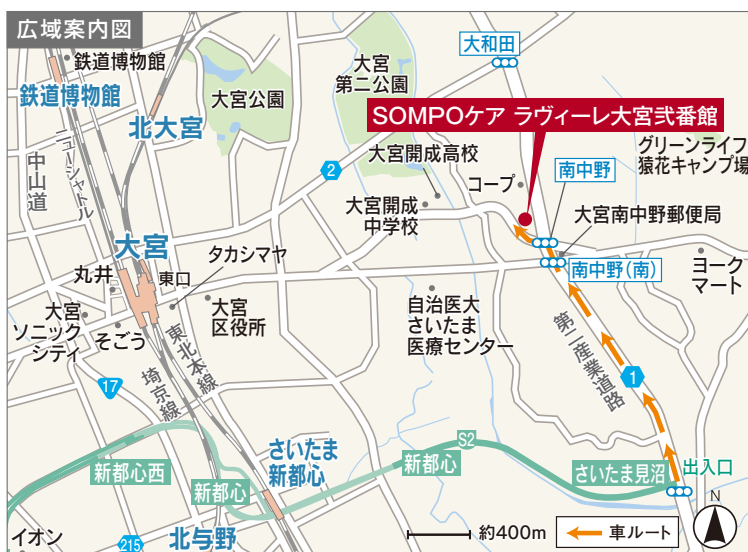 広域案内図
鉄道博物館
鉄道博物館
北大宮
大宮公園
大宮
第二公園
大和田
SOMPOケア ラヴィーレ大宮弐番館
グリーンライフ
猿花キャンプ場
中山道
ニューシャトル
2
大宮開成高校
コープ
南中野
大宮開成
中学校
大宮南中野郵便局
大宮
タカシマヤ
丸井
東口
南中野(南)
ヨーク
マート
大宮
ソニック
シティ
そごう
大宮
区役所
自治医大
さいたま
医療センター
第二産業道路
東北本線
埼京線
17
1
さいたま
新都心
S2
新都心西
新都心
新都心
さいたま見沼
出入口
イオン
215
北与野
約400m
車ルート
N